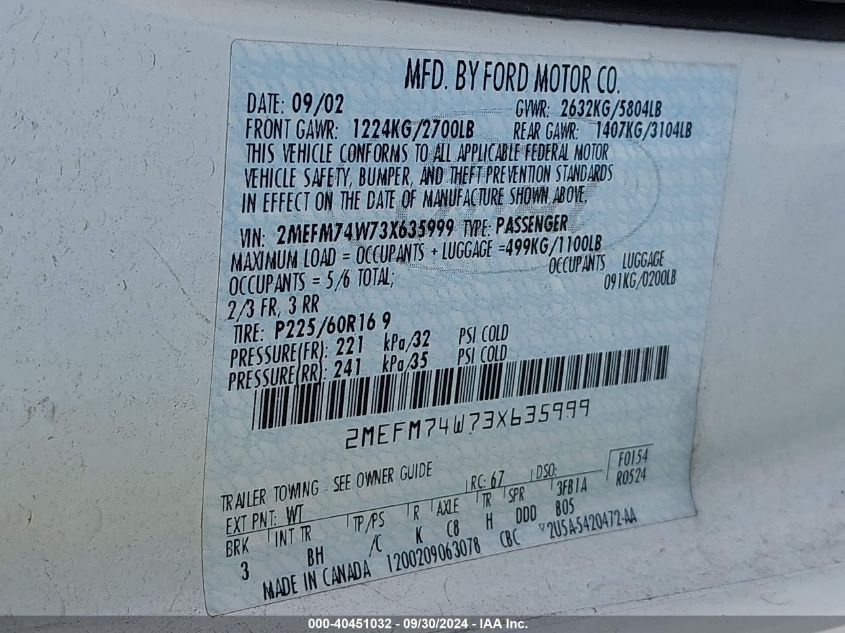 MFD. BY FORD MOTOR CO.
DATE: 09/02 GVWR: 2632KG/5804LB
FRONT GAWR: 1224KG/2700LB REAR GAWR: 1407KG/3104LB
THIS VEHICLE CONFORMS TO ALL APPLICABLE FEDERAL MOTOR
VEHICLE SAFETY, BUMPER, AND THEFT PREVENTION STANDARDS
IN EFFECT ON THE DATE OF MANUFACTURE SHOWN ABOVE.
VIN: 2MEFM74W73X635999 TYPE: PASSENGER
MAXIMUM LOAD = OCCUPANTS + LUGGAGE =499KG/1100LB
OCCUPANTS = 5/6 TOTAL; OCCUPANTS LUGGAGE
2/3 FR, 3 RR 091KG/0200LB
TIRE: P225/60R16 9
PRESSURE(FR): 221 kPa/32 PSI COLD
PRESSURE(RR): 241 kPa/35 PSI COLD
2MEFM74W73X635999
TRAILER TOWING - SEE OWNER GUIDE
EXT PNT: WT RC: 67 DSO: F0154
BRK INT TR TP/PS R AXLE TR SPR 3FB1A R0524
3 BH /C K C8 H DDD B05
MADE IN CANADA 1200209063078 CBC 2U5A-5420472-AA
000-40451032 - 09/30/2024 - IAA Inc.